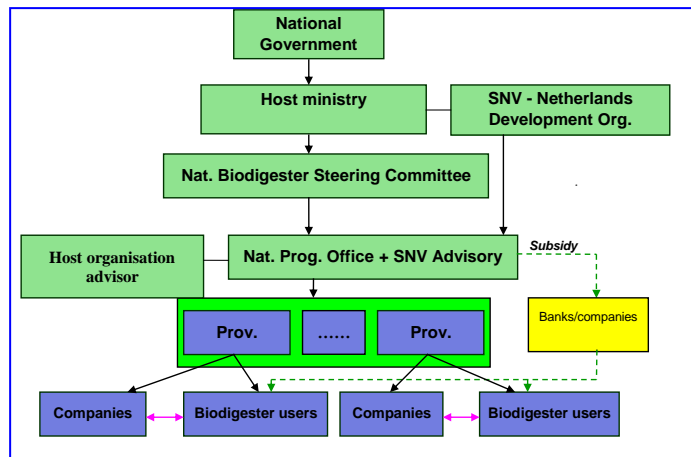 National
Government
Host ministry
SNV - Netherlands
Development Org.
Nat. Biodigester Steering Committee
Host organisation
advisor
Nat. Prog. Office + SNV Advisory
Subsidy
Banks/companies
Prov.
......
Prov.
Companies
Biodigester users
Companies
Biodigester users